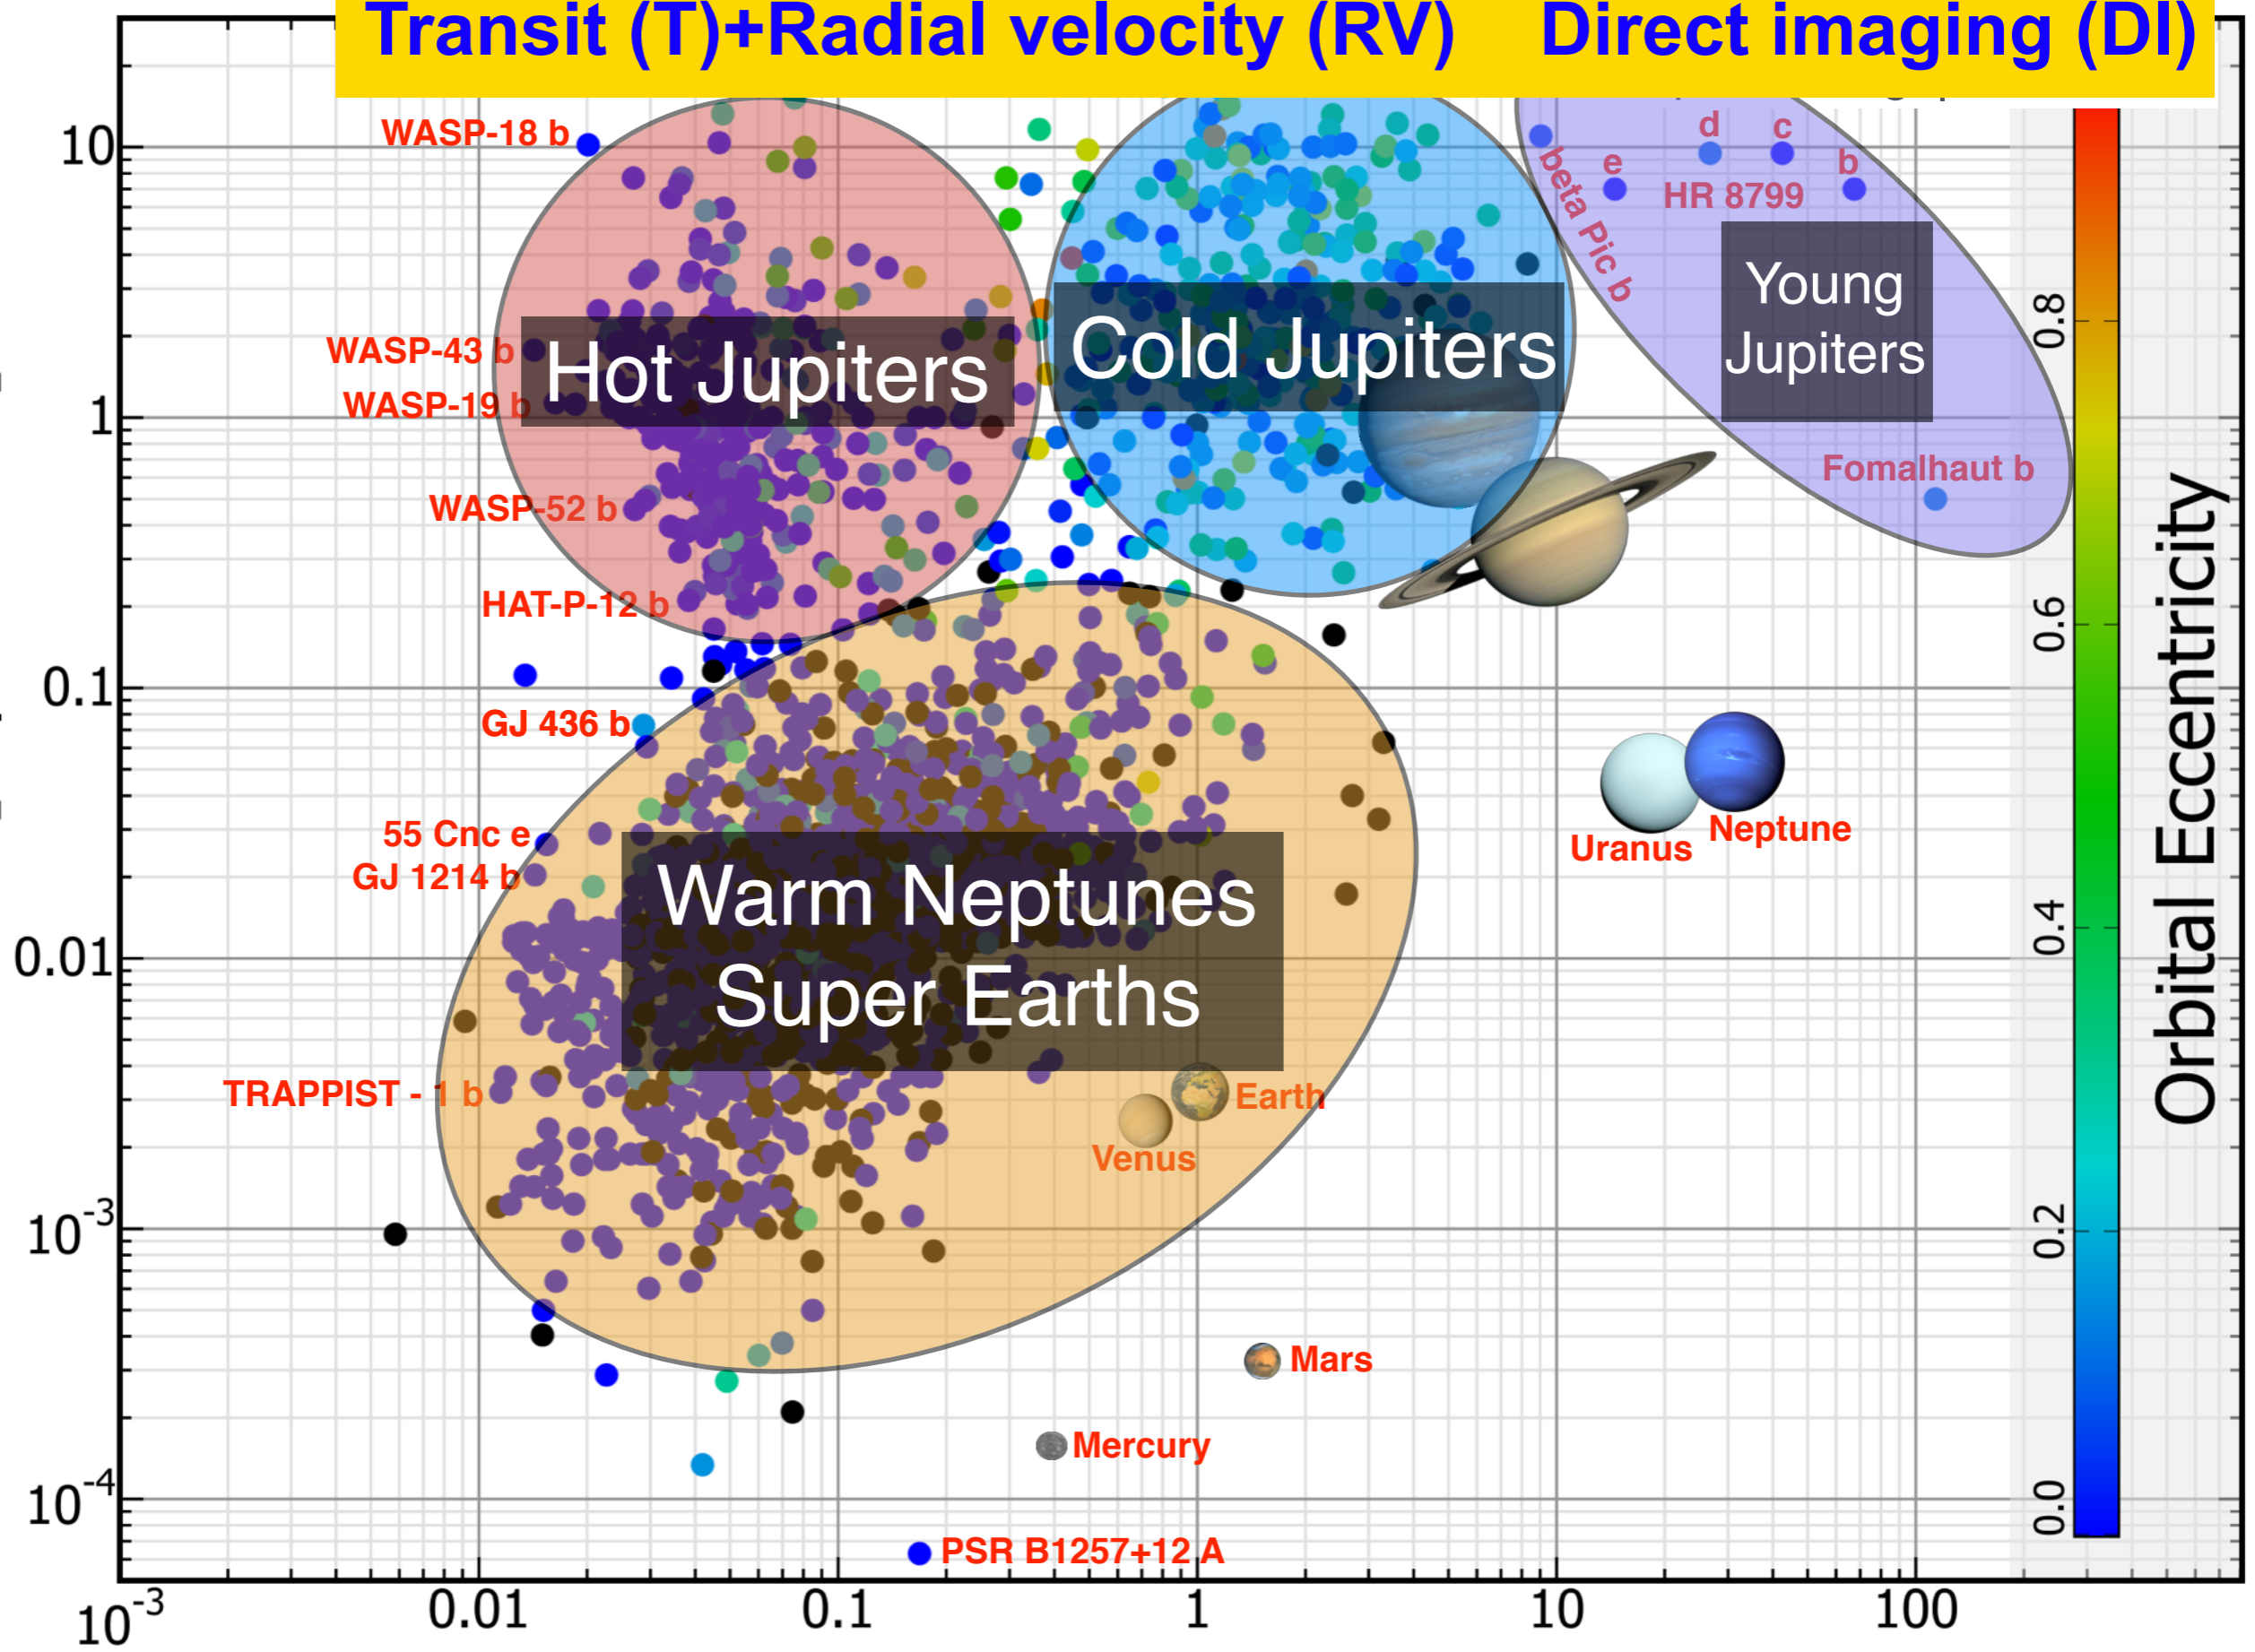 Transit (T)+Radial velocity (RV) Direct imaging (DI)
10
1
0.1
0.01
10-3
10-4
10-3
0.01
0.1
1
10
100
WASP-18 b
WASP-43 b
WASP-19 b
WASP-52 b
HAT-P-12 b
GJ 436 b
55 Cnc e
GJ 1214 b
TRAPPIST - 1 b
Hot Jupiters
Cold Jupiters
beta Pic b
e
d
c
b
HR 8799
Young
Jupiters
Fomalhaut b
Warm Neptunes
Super Earths
Uranus
Neptune
Earth
Venus
Mars
Mercury
PSR B1257+12 A
0.8
0.6
0.4
0.2
0.0
Orbital Eccentricity